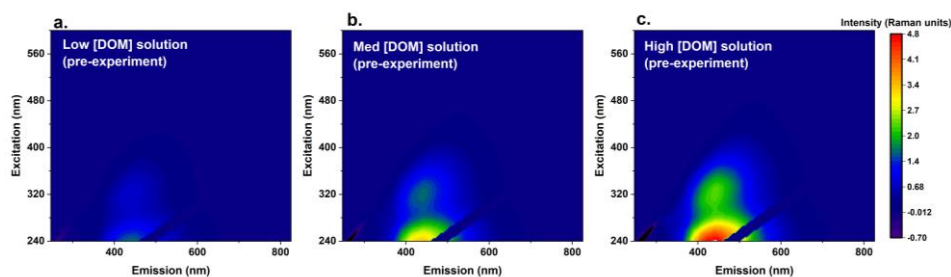 a.
Low [DOM] solution
(pre-experiment)
Excitation (nm)
560
480
400
320
240
400
600
800
Emission (nm)
b.
Med [DOM] solution
(pre-experiment)
Excitation (nm)
560
480
400
320
240
400
600
800
Emission (nm)
c.
High [DOM] solution
(pre-experiment)
Excitation (nm)
560
480
400
320
240
400
600
800
Emission (nm)
Intensity (Raman units)
4.8
4.1
3.4
2.7
1.4
0.68
-0.012
-0.70